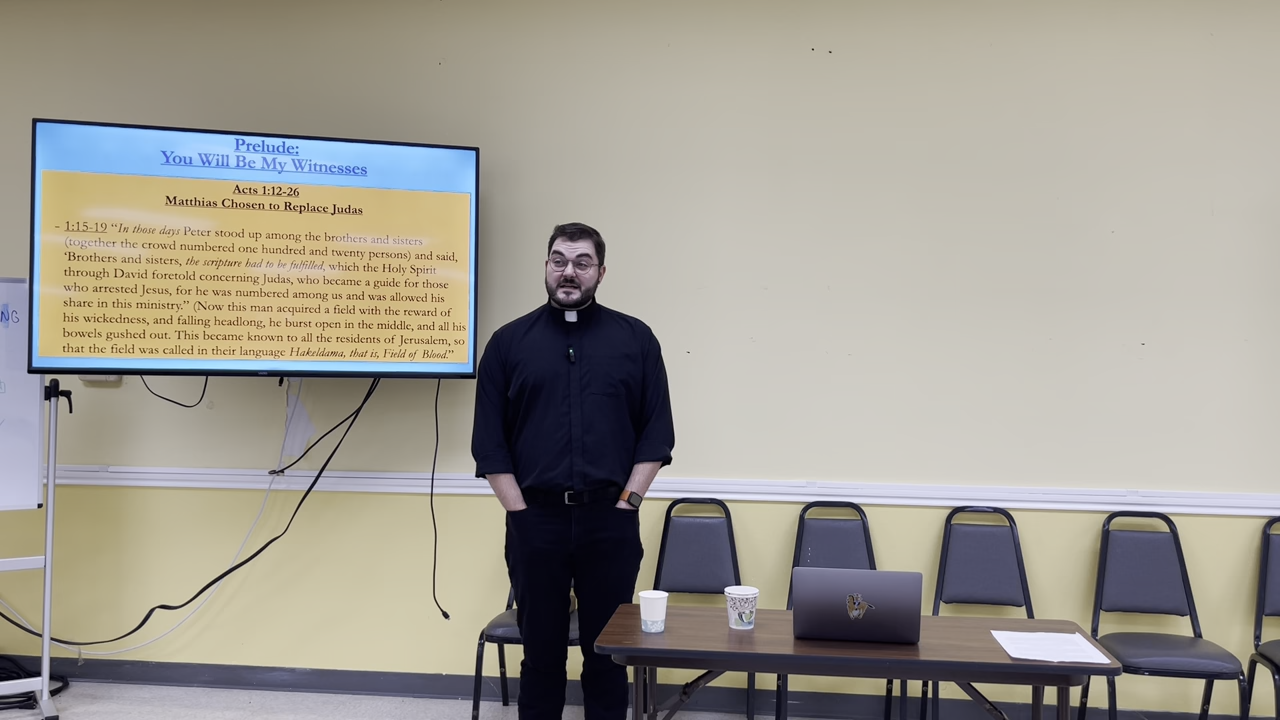 Prelude:
You Will Be My Witnesses
Acts 1:12-26
Matthias Chosen to Replace Judas
- 1:15-19 “In those days Peter stood up among the brothers and sisters
(together the crowd numbered one hundred and twenty persons) and said,
‘Brothers and sisters, the scripture had to be fulfilled, which the Holy Spirit
through David foretold concerning Judas, who became a guide for those
who arrested Jesus, for he was numbered among us and was allowed his
share in this ministry.” (Now this man acquired a field with the reward of
his wickedness, and falling headlong, he burst open in the middle, and all his
bowels gushed out. This became known to all the residents of Jerusalem, so
that the field was called in their language Hakeldama, that is, Field of Blood.”
NG